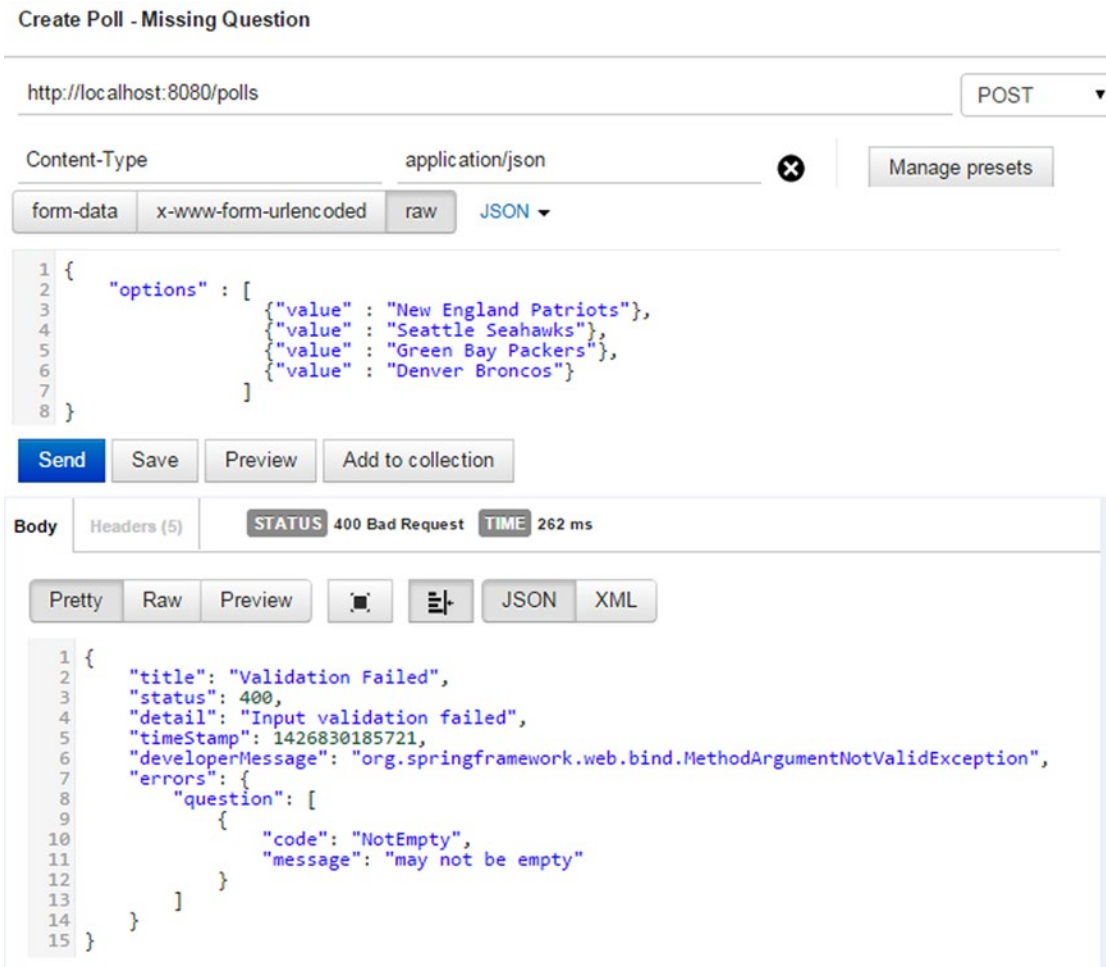 Create Poll - Missing Question
http://localhost:8080/polls POST
Content-Type application/json Manage presets
form-data x-www-form-urlencoded raw JSON
1 {
2 "options" : [
3 {"value" : "New England Patriots"},
4 {"value" : "Seattle Seahawks"},
5 {"value" : "Green Bay Packers"},
6 {"value" : "Denver Broncos"}
7 ]
8 }
Send Save Preview Add to collection
Body Headers (5) STATUS 400 Bad Request TIME 262 ms
Pretty Raw Preview JSON XML
1 {
2 "title": "Validation Failed",
3 "status": 400,
4 "detail": "Input validation failed",
5 "timeStamp": 1426830185721,
6 "developerMessage": "org.springframework.web.bind.MethodArgumentNotValidException",
7 "errors": {
8 "question": [
9 {
10 "code": "NotEmpty",
11 "message": "may not be empty"
12 }
13 ]
14 }
15 }